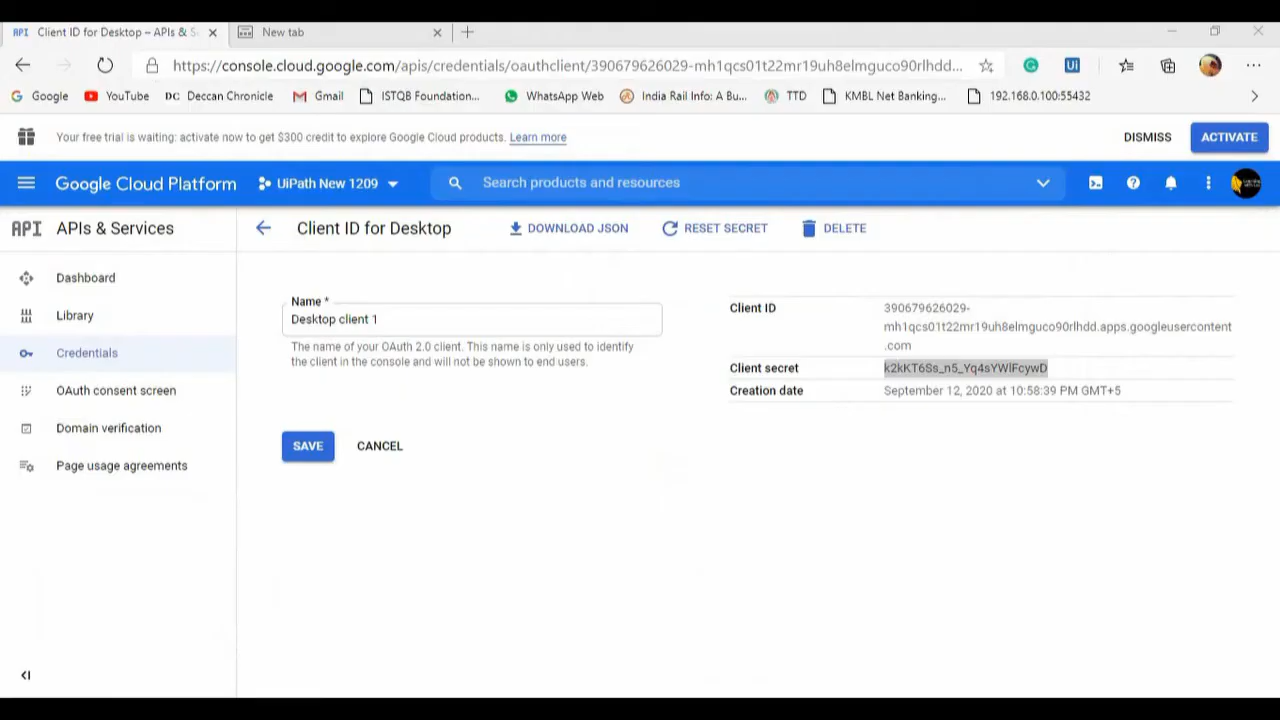 API Client ID for Desktop – APIs & S
New tab
https://console.cloud.google.com/apis/credentials/oauthclient/390679626029-mh1qcs01t22mr19uh8elmguco90rlhdd...
Google YouTube DC Deccan Chronicle Gmail ISTQB Foundation... WhatsApp Web India Rail Info: A Bu... TTD KMBL Net Banking... 192.168.0.100:55432
Your free trial is waiting: activate now to get $300 credit to explore Google Cloud products. Learn more
DISMISS
ACTIVATE
Google Cloud Platform
UiPath New 1209
Search products and resources
API APIs & Services
Client ID for Desktop
DOWNLOAD JSON
RESET SECRET
DELETE
Dashboard
Library
Credentials
OAuth consent screen
Domain verification
Page usage agreements
Name *
Desktop client 1
The name of your OAuth 2.0 client. This name is only used to identify
the client in the console and will not be shown to end users.
SAVE
CANCEL
Client ID
390679626029-
mh1qcs01t22mr19uh8elmguco90rlhdd.apps.googleusercontent
.com
Client secret
k2kKT6Ss_n5_Yq4sYWlFcywD
Creation date
September 12, 2020 at 10:58:39 PM GMT+5